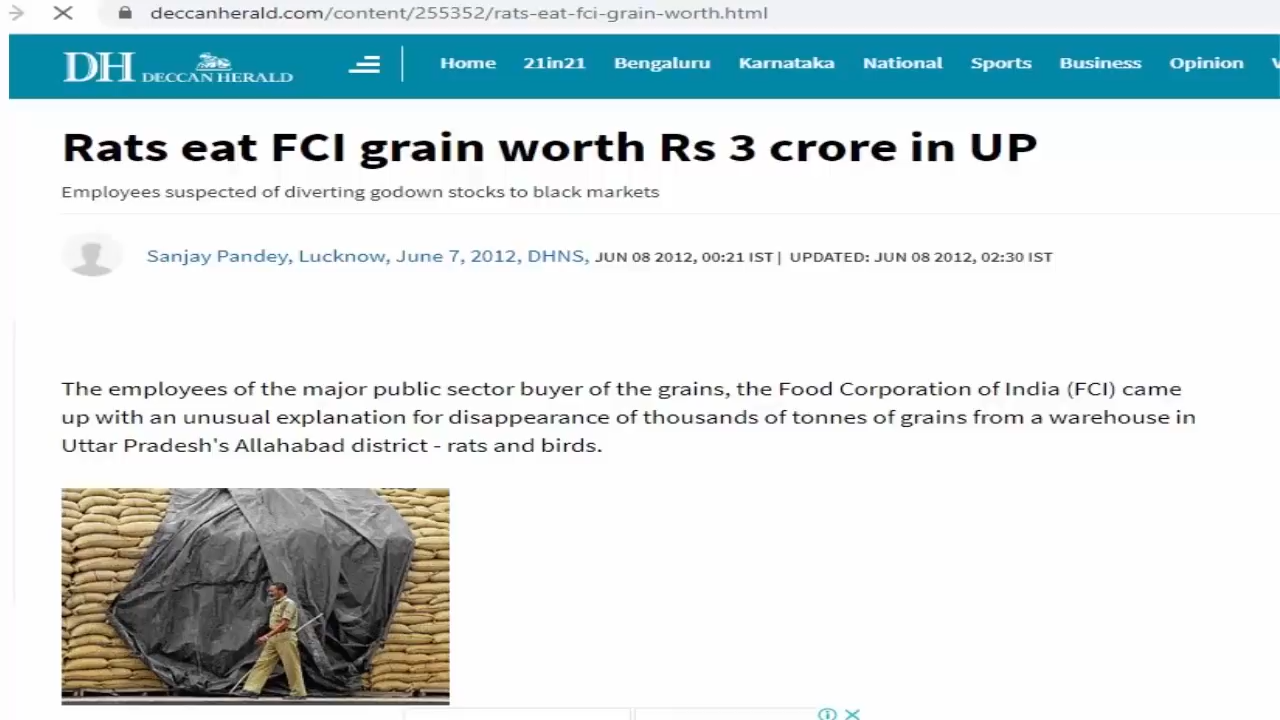 deccanherald.com/content/255352/rats-eat-fci-grain-worth.html
DH DECCAN HERALD Home 21in21 Bengaluru Karnataka National Sports Business Opinion
Rats eat FCI grain worth Rs 3 crore in UP
Employees suspected of diverting godown stocks to black markets
Sanjay Pandey, Lucknow, June 7, 2012, DHNS, JUN 08 2012, 00:21 IST | UPDATED: JUN 08 2012, 02:30 IST
The employees of the major public sector buyer of the grains, the Food Corporation of India (FCI) came
up with an unusual explanation for disappearance of thousands of tonnes of grains from a warehouse in
Uttar Pradesh's Allahabad district - rats and birds.